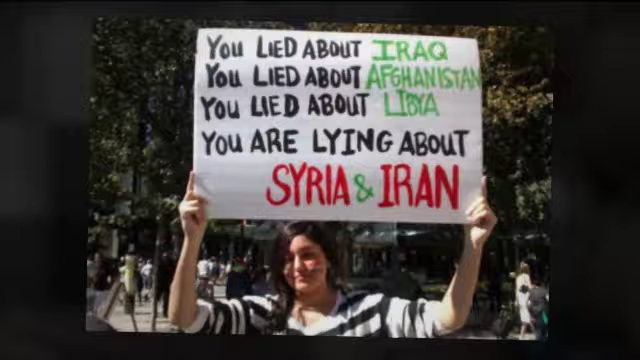 You Lied About Iraq
You Lied About Afghanistan
You Lied About Libya
You Are Lying About
Syria & Iran